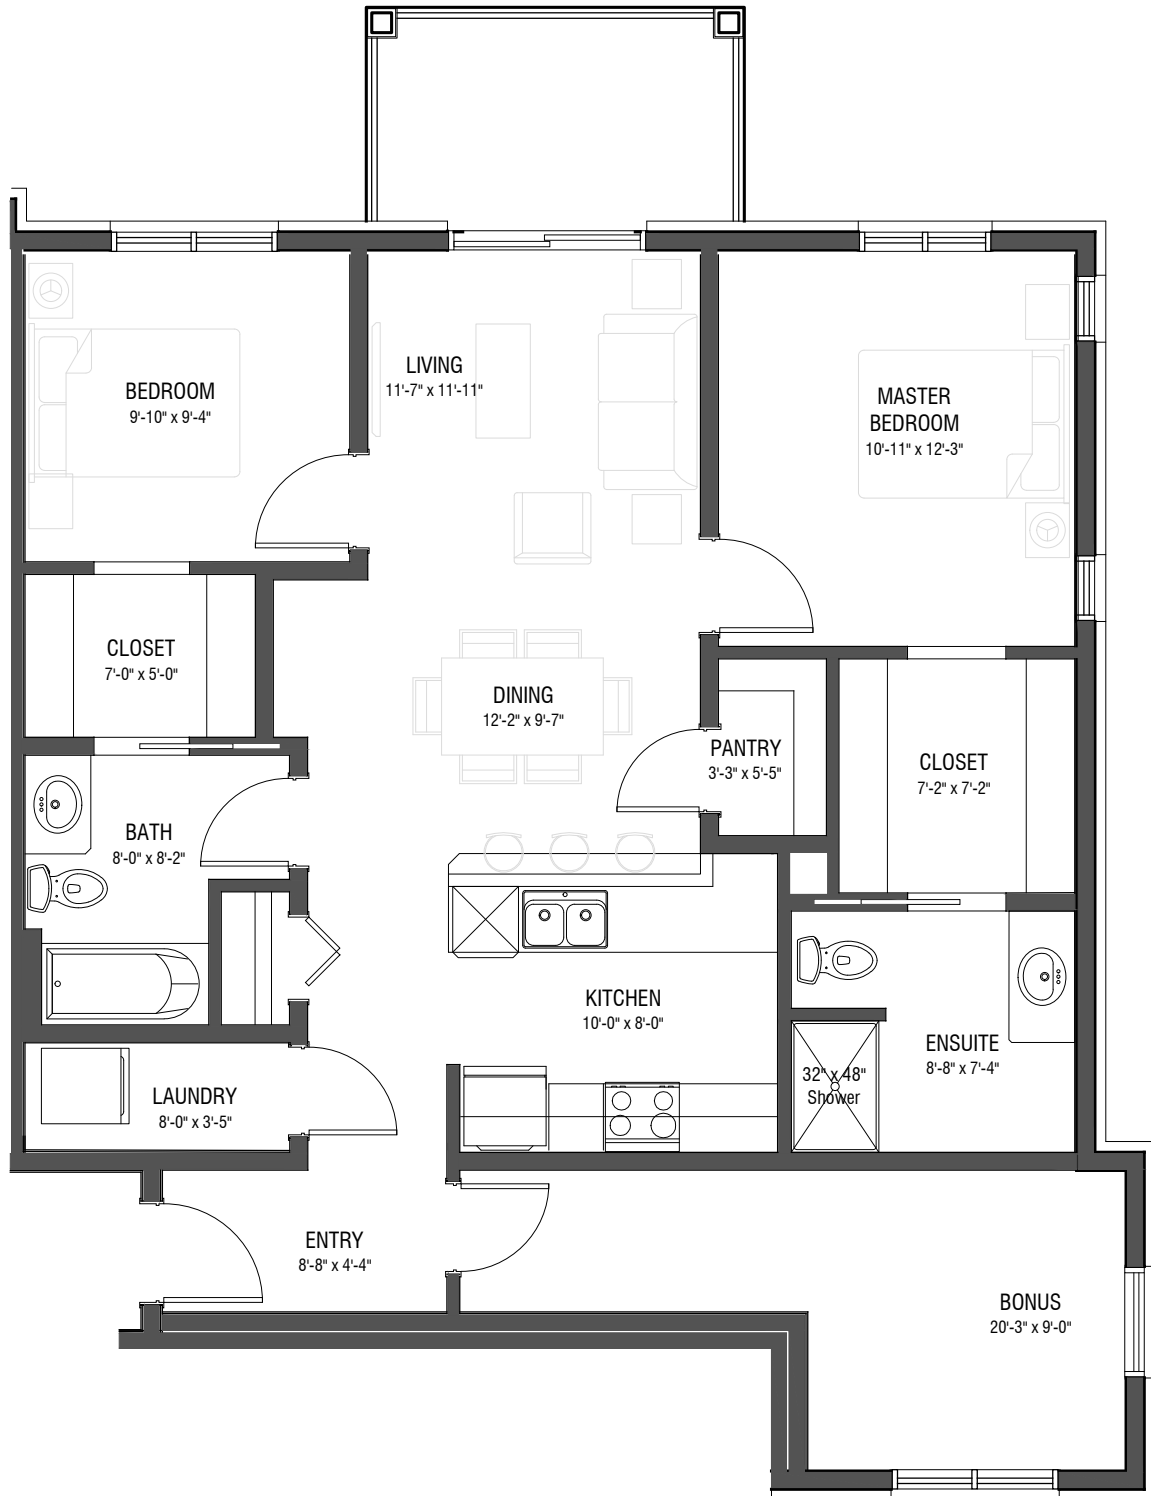 LIVING
11'-7" x 11'-11"
BEDROOM
9'-10" x 9'-4"
MASTER
BEDROOM
10'-11" x 12'-3"
CLOSET
7'-0" x 5'-0"
DINING
12'-2" x 9'-7"
PANTRY
3'-3" x 5'-5"
CLOSET
7'-2" x 7'-2"
BATH
8'-0" x 8'-2"
KITCHEN
10'-0" x 8'-0"
ENSUITE
8'-8" x 7'-4"
32" x 48"
Shower
LAUNDRY
8'-0" x 3'-5"
ENTRY
8'-8" x 4'-4"
BONUS
20'-3" x 9'-0"